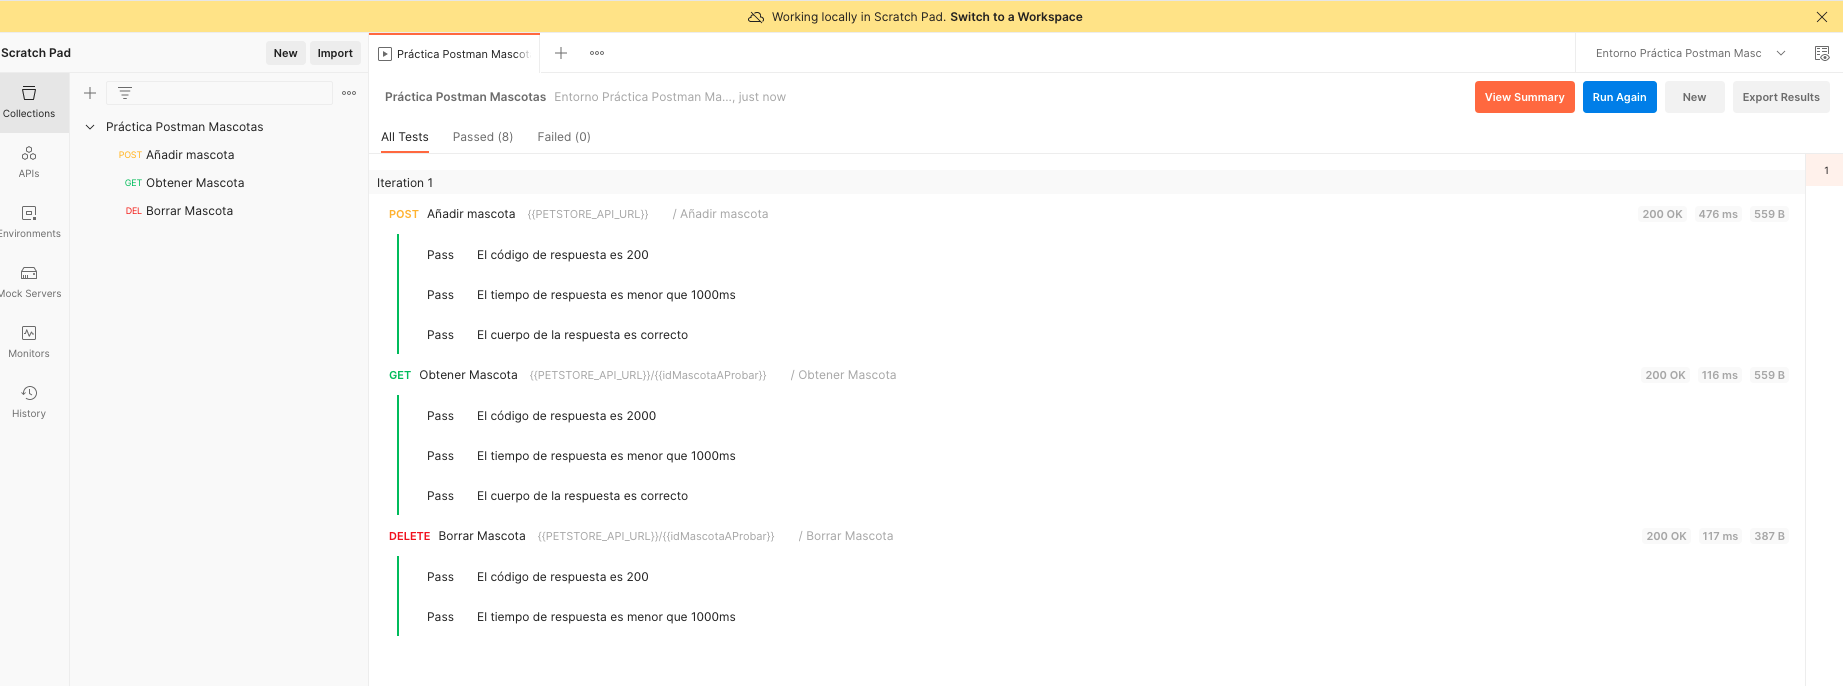 Working locally in Scratch Pad. Switch to a Workspace
Scratch Pad
New
Import
Práctica Postman Mascot
Entorno Práctica Postman Masc
Collections
APIs
Environments
Mock Servers
Monitors
History
Práctica Postman Mascotas
POST Añadir mascota
GET Obtener Mascota
DEL Borrar Mascota
Práctica Postman Mascotas Entorno Práctica Postman Ma..., just now
View Summary
Run Again
New
Export Results
All Tests
Passed (8)
Failed (0)
Iteration 1
1
POST Añadir mascota {{PETSTORE_API_URL}} / Añadir mascota 200 OK 476 ms 559 B
Pass El código de respuesta es 200
Pass El tiempo de respuesta es menor que 1000ms
Pass El cuerpo de la respuesta es correcto
GET Obtener Mascota {{PETSTORE_API_URL}}/{{idMascotaAProbar}} / Obtener Mascota 200 OK 116 ms 559 B
Pass El código de respuesta es 2000
Pass El tiempo de respuesta es menor que 1000ms
Pass El cuerpo de la respuesta es correcto
DELETE Borrar Mascota {{PETSTORE_API_URL}}/{{idMascotaAProbar}} / Borrar Mascota 200 OK 117 ms 387 B
Pass El código de respuesta es 200
Pass El tiempo de respuesta es menor que 1000ms